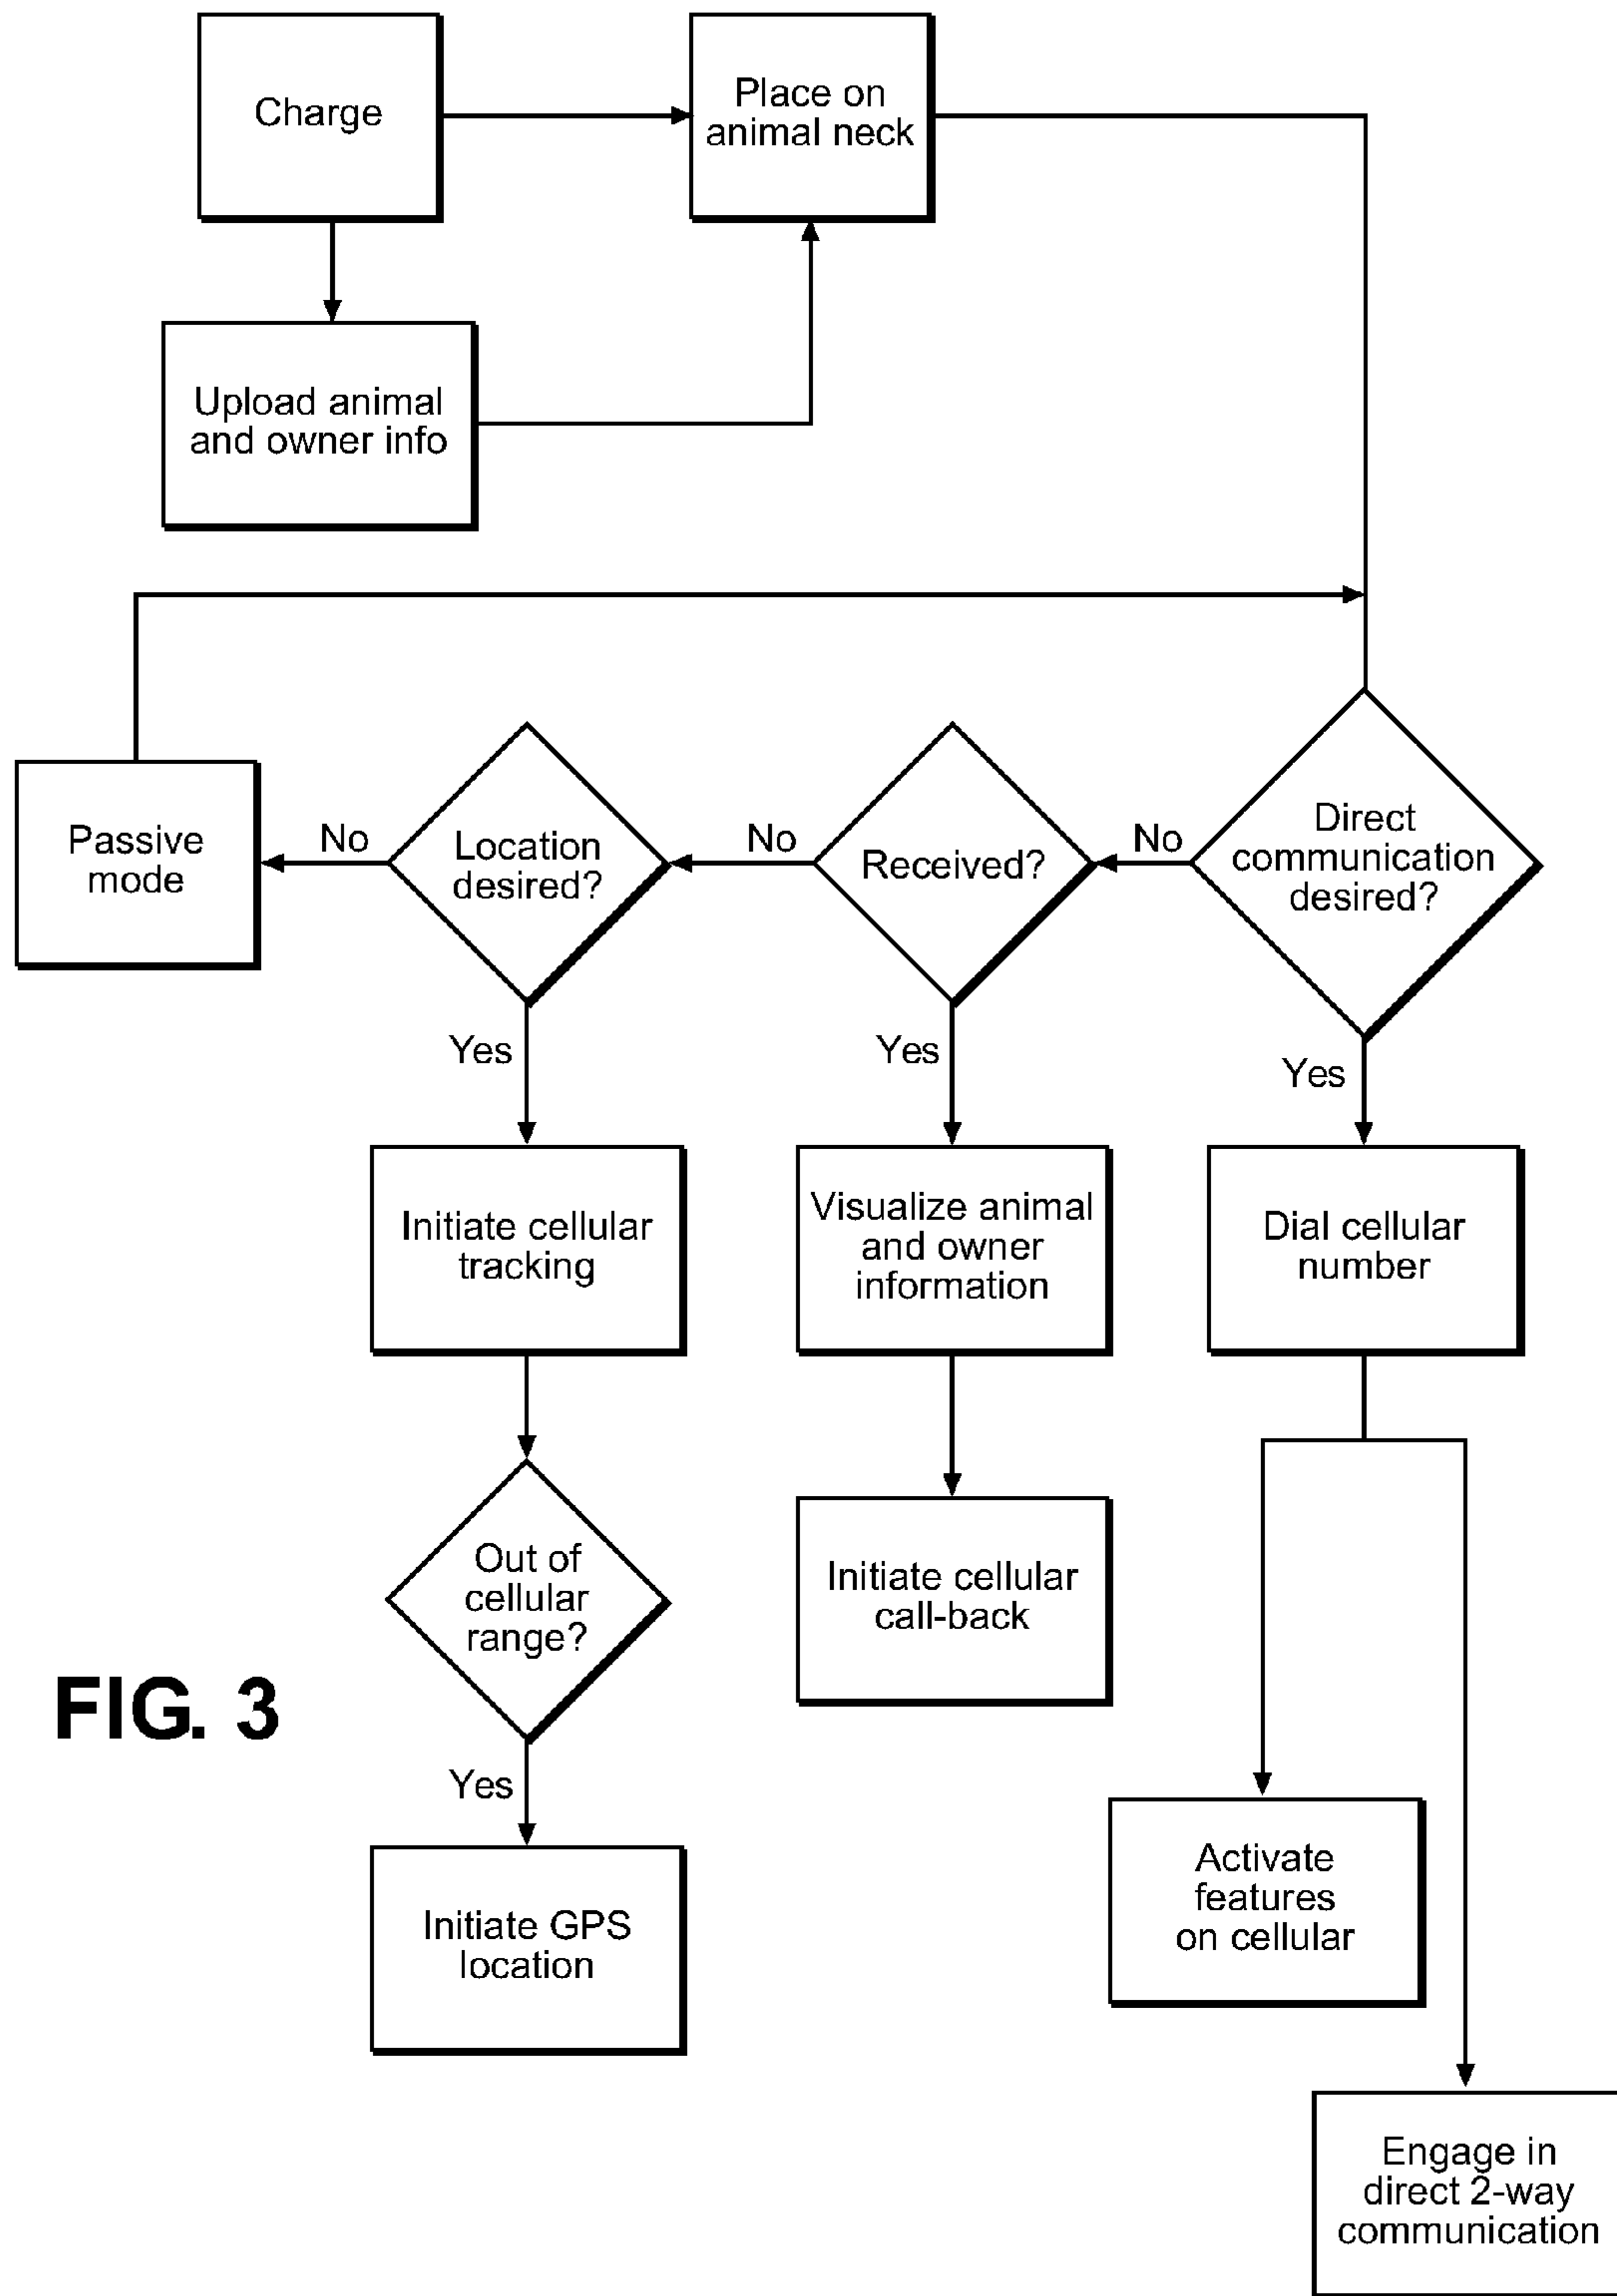 Charge
Place on
animal neck
Upload animal
and owner info
Passive
mode
No
Location
desired?
No
Received?
No
Direct
communication
desired?
Yes
Yes
Yes
Initiate cellular
tracking
Visualize animal
and owner
information
Dial cellular
number
Out of
cellular
range?
Initiate cellular
call-back
FIG. 3
Yes
Activate
features
on cellular
Initiate GPS
location
Engage in
direct 2-way
communication